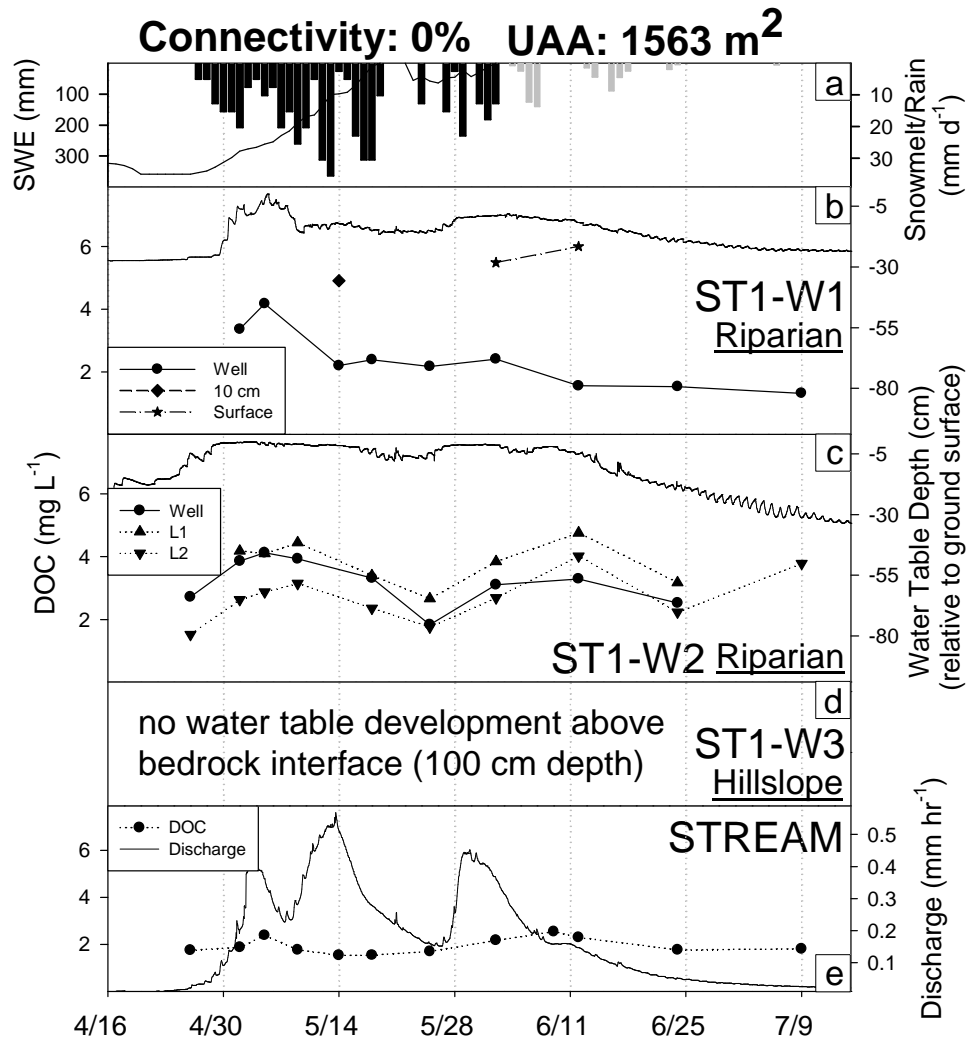 Connectivity: 0% UAA: 1563 m²
a
SWE (mm)
100
200
300
10
20
30
Snowmelt/Rain
(mm d⁻¹)
b
6
4
2
-5
-30
-55
-80
ST1-W1
Riparian
Well
10 cm
Surface
c
DOC (mg L⁻¹)
6
4
2
-5
-30
-55
-80
Water Table Depth (cm)
(relative to ground surface)
Well
L1
L2
ST1-W2 Riparian
d
no water table development above
bedrock interface (100 cm depth)
ST1-W3
Hillslope
DOC
Discharge
STREAM
6
4
2
0.5
0.4
0.3
0.2
0.1
Discharge (mm hr⁻¹)
e
4/16 4/30 5/14 5/28 6/11 6/25 7/9